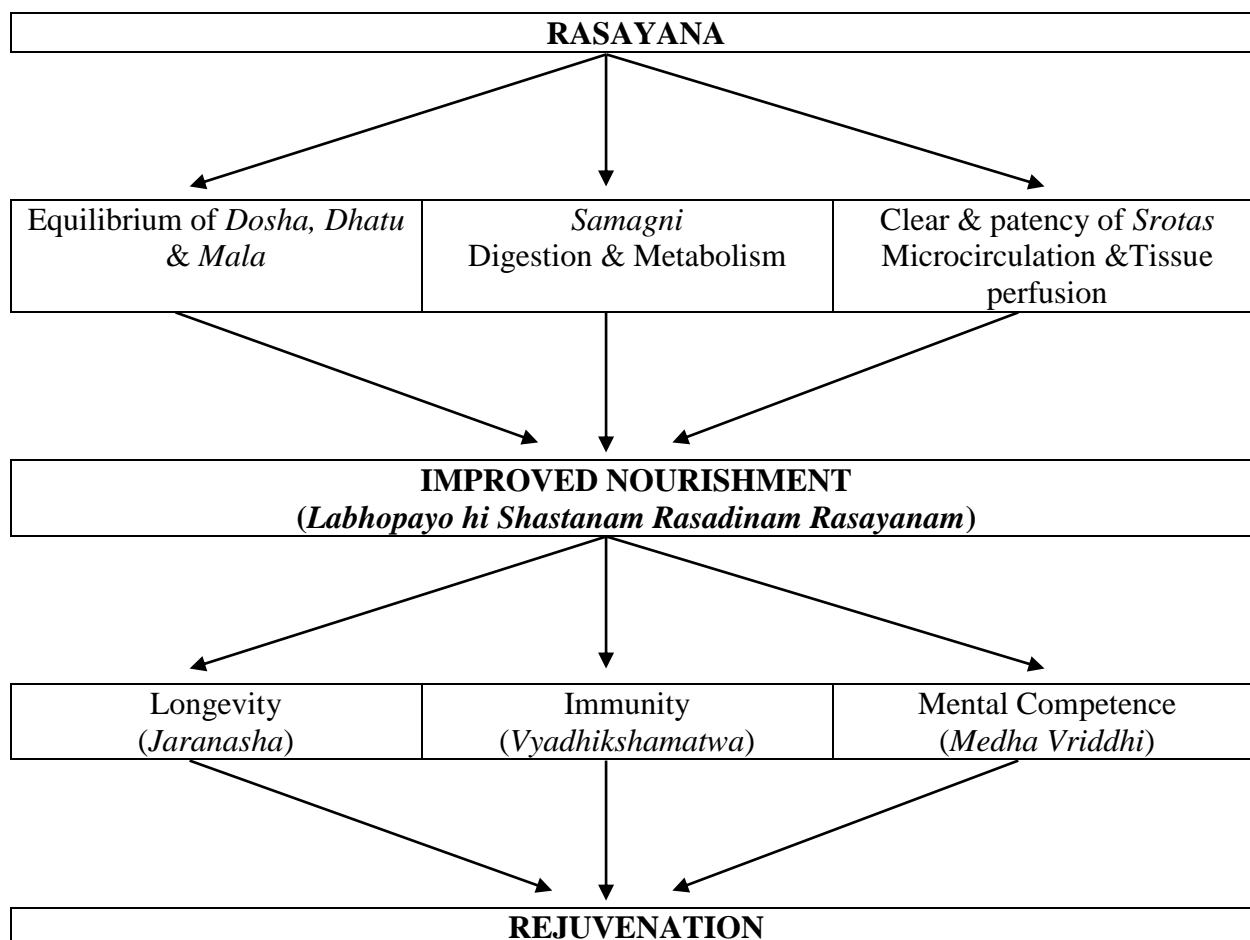 RASAYANA
Equilibrium of Dosha, Dhatu
& Mala
Samagni
Digestion & Metabolism
Clear & patency of Srotas
Microcirculation &Tissue
perfusion
IMPROVED NOURISHMENT
(Labhopayo hi Shastanam Rasadinam Rasayanam)
Longevity
(Jaranasha)
Immunity
(Vyadhikshamatwa)
Mental Competence
(Medha Vriddhi)
REJUVENATION